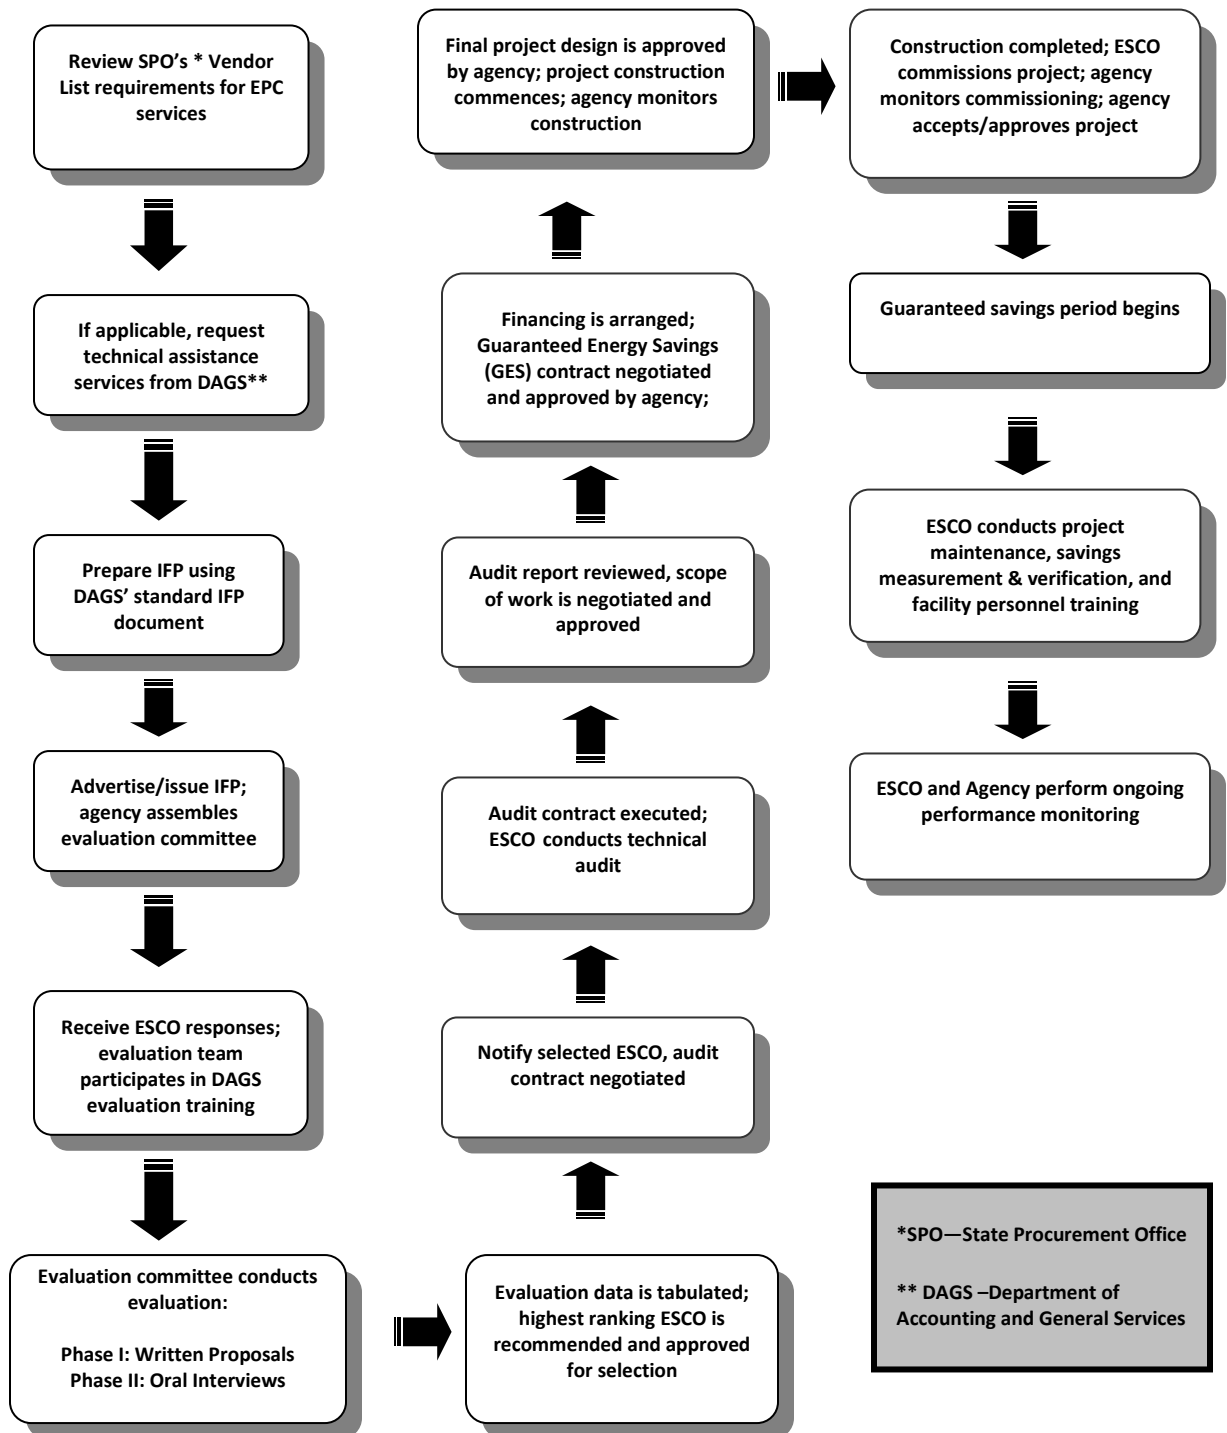 Review SPO's * Vendor
List requirements for EPC
services
If applicable, request
technical assistance
services from DAGS**
Prepare IFP using
DAGS' standard IFP
document
Advertise/issue IFP;
agency assembles
evaluation committee
Receive ESCO responses;
evaluation team
participates in DAGS
evaluation training
Evaluation committee conducts
evaluation:
Phase I: Written Proposals
Phase II: Oral Interviews
Evaluation data is tabulated;
highest ranking ESCO is
recommended and approved
for selection
Notify selected ESCO, audit
contract negotiated
Audit contract executed;
ESCO conducts technical
audit
Audit report reviewed, scope
of work is negotiated and
approved
Financing is arranged;
Guaranteed Energy Savings
(GES) contract negotiated
and approved by agency;
Final project design is approved
by agency; project construction
commences; agency monitors
construction
Construction completed; ESCO
commissions project; agency
monitors commissioning; agency
accepts/approves project
Guaranteed savings period begins
ESCO conducts project
maintenance, savings
measurement & verification, and
facility personnel training
ESCO and Agency perform ongoing
performance monitoring
*SPO—State Procurement Office
** DAGS –Department of
Accounting and General Services